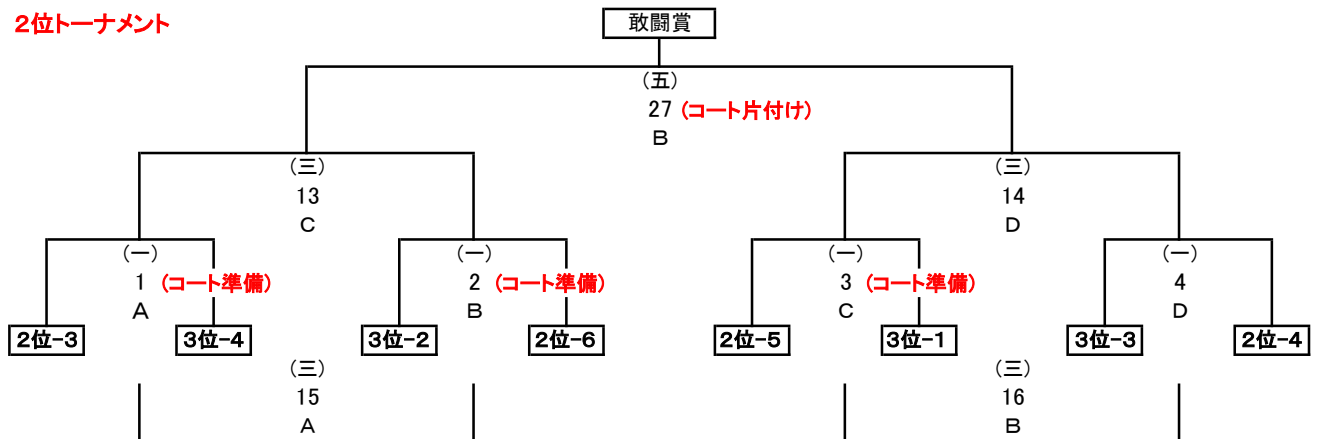 2位トーナメント
敢闘賞
(五)
27 (コート片付け)
B
(三) (三)
13 14
C D
(一) (一) (一) (一)
1 (コート準備) 2 (コート準備) 3 (コート準備) 4
A B C D
2位-3 3位-4 3位-2 2位-6 2位-5 3位-1 3位-3 2位-4
(三) (三)
15 16
A B